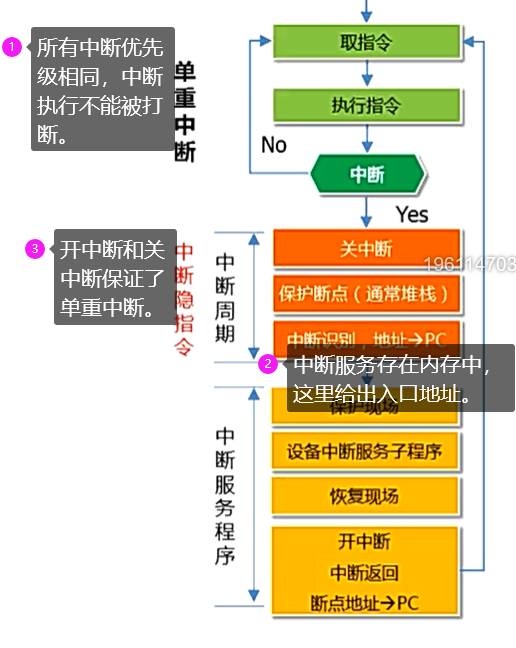 取指令
1
所有中断优先
级相同，中断
执行不能被打
断。
单重中断
执行指令
No
中断
Yes
3
开中断和关
中断保证了
单重中断。
中断隐指令
中断周期
关中断
196114703
保护断点（通常堆栈）
中断识别，地址→PC
2
中断服务存在内存中，
这里给出入口地址。
保护现场
中断服务程序
设备中断服务子程序
恢复现场
开中断
中断返回
断点地址→PC